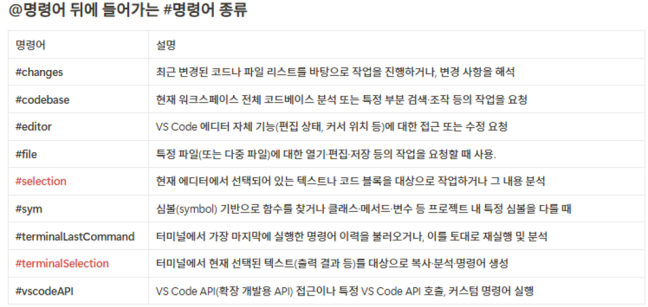 @명령어 뒤에 들어가는 #명령어 종류
명령어 설명
#changes 최근 변경된 코드나 파일 리스트를 바탕으로 작업을 진행하거나, 변경 사항을 해석
#codebase 현재 워크스페이스 전체 코드베이스 분석 또는 특정 부분 검색·조작 등의 작업을 요청
#editor VS Code 에디터 자체 기능(편집 상태, 커서 위치 등)에 대한 접근 또는 수정 요청
#file 특정 파일(또는 다중 파일)에 대한 열기·편집·저장 등의 작업을 요청할 때 사용.
#selection 현재 에디터에서 선택되어 있는 텍스트나 코드 블록을 대상으로 작업하거나 그 내용 분석
#sym 심볼(symbol) 기반으로 함수를 찾거나 클래스·메서드·변수 등 프로젝트 내 특정 심볼을 다룰 때
#terminalLastCommand 터미널에서 가장 마지막에 실행한 명령어 이력을 불러오거나, 이를 토대로 재실행 및 분석
#terminalSelection 터미널에서 현재 선택된 텍스트(출력 결과 등)를 대상으로 복사·분석·명령어 생성
#vscodeAPI VS Code API(확장 개발용 API) 접근이나 특정 VS Code API 호출, 커스텀 명령어 실행